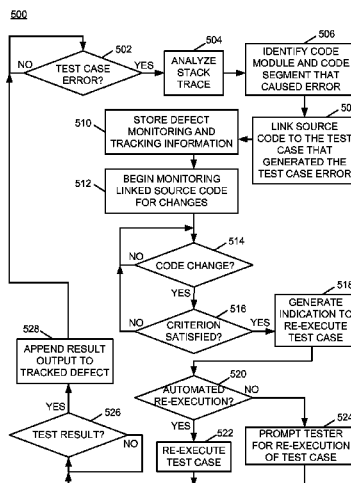 500
502
TEST CASE
ERROR?
NO
YES
504
ANALYZE
STACK
TRACE
506
IDENTIFY CODE
MODULE AND CODE
SEGMENT THAT
CAUSED ERROR
LINK SOURCE
CODE TO THE TEST
CASE THAT
GENERATED THE
TEST CASE ERROR
510
STORE DEFECT
MONITORING AND
TRACKING INFORMATION
512
BEGIN MONITORING
LINKED SOURCE CODE
FOR CHANGES
514
NO
CODE CHANGE?
YES
516
NO
CRITERION
SATISFIED?
YES
518
GENERATE
INDICATION TO
RE-EXECUTE
TEST CASE
520
AUTOMATED
RE-EXECUTION?
NO
YES
522
RE-EXECUTE
TEST CASE
524
PROMPT TESTER
FOR RE-EXECUTION
OF TEST CASE
528
APPEND RESULT
OUTPUT TO
TRACKED DEFECT
YES
526
TEST RESULT?
NO